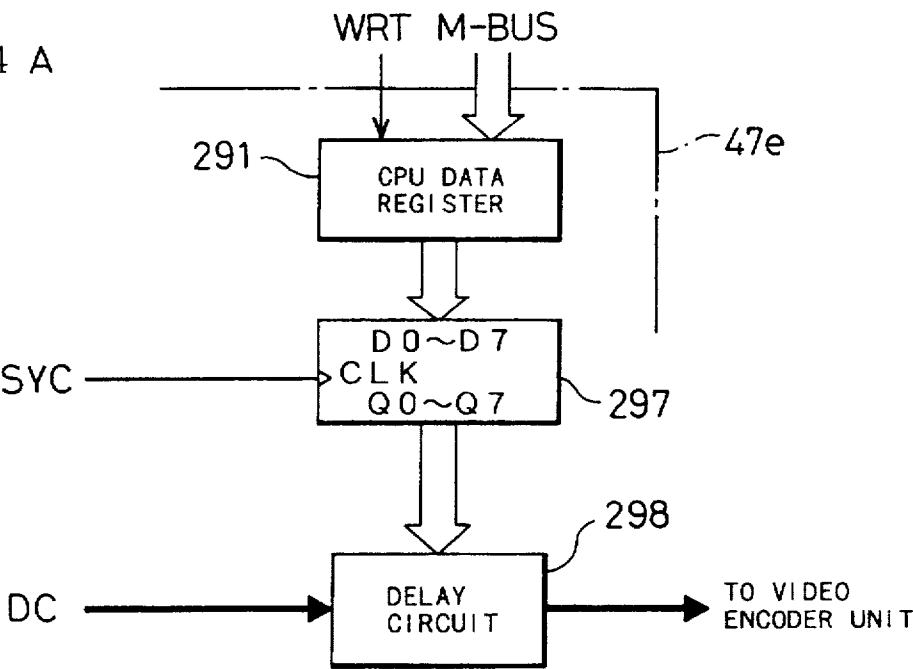 WRT M-BUS
4 A
47e
291
CPU DATA
REGISTER
D0~D7
SYC
CLK
Q0~Q7
297
298
DC
DELAY
CIRCUIT
TO VIDEO
ENCODER UNIT